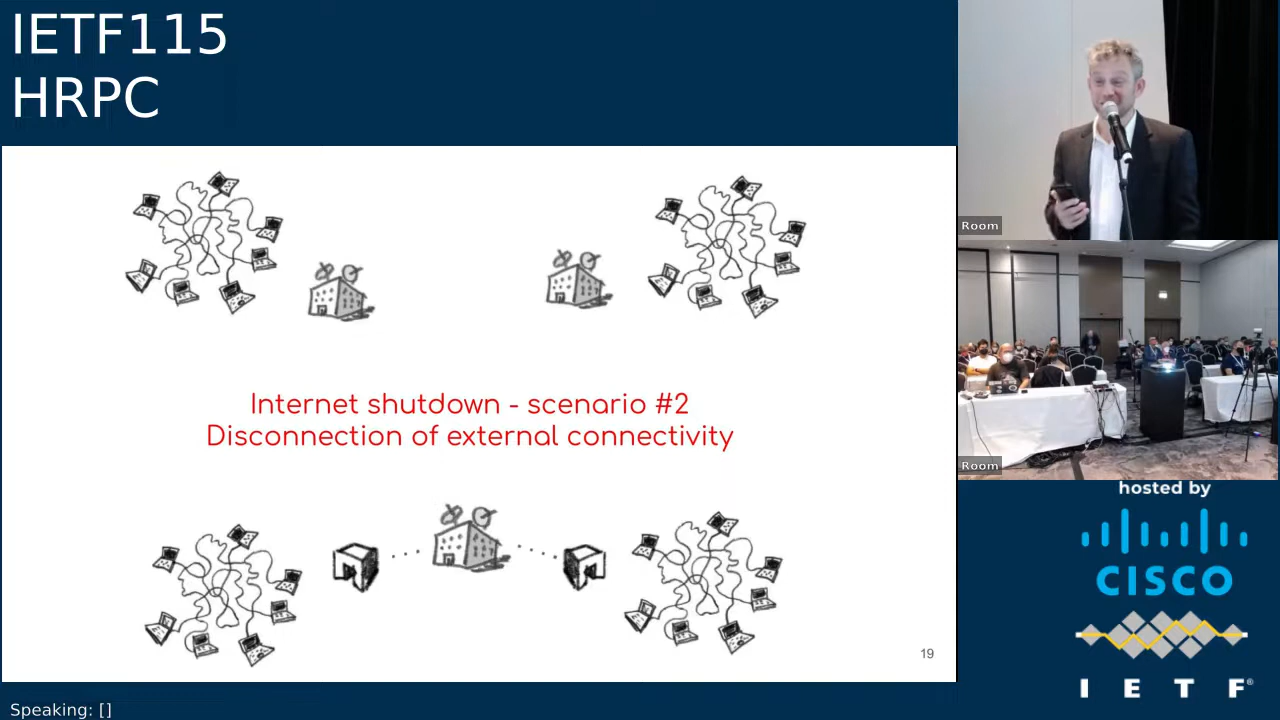 IETF115
HRPC
Internet shutdown - scenario #2
Disconnection of external connectivity
19
Room
Room
hosted by
CISCO
I E T F®
Speaking: []